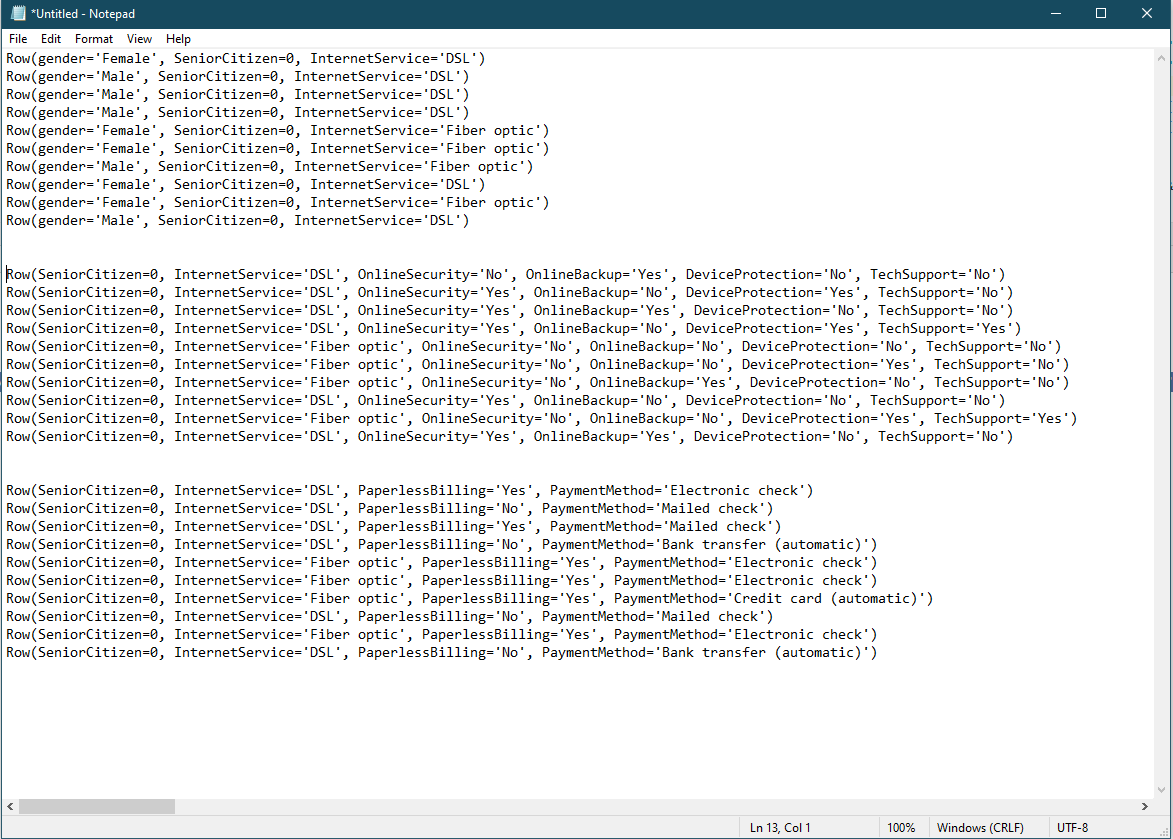 *Untitled - Notepad
File Edit Format View Help
Row(gender='Female', SeniorCitizen=0, InternetService='DSL')
Row(gender='Male', SeniorCitizen=0, InternetService='DSL')
Row(gender='Male', SeniorCitizen=0, InternetService='DSL')
Row(gender='Male', SeniorCitizen=0, InternetService='DSL')
Row(gender='Female', SeniorCitizen=0, InternetService='Fiber optic')
Row(gender='Female', SeniorCitizen=0, InternetService='Fiber optic')
Row(gender='Male', SeniorCitizen=0, InternetService='Fiber optic')
Row(gender='Female', SeniorCitizen=0, InternetService='DSL')
Row(gender='Female', SeniorCitizen=0, InternetService='Fiber optic')
Row(gender='Male', SeniorCitizen=0, InternetService='DSL')
Row(SeniorCitizen=0, InternetService='DSL', OnlineSecurity='No', OnlineBackup='Yes', DeviceProtection='No', TechSupport='No')
Row(SeniorCitizen=0, InternetService='DSL', OnlineSecurity='Yes', OnlineBackup='No', DeviceProtection='Yes', TechSupport='No')
Row(SeniorCitizen=0, InternetService='DSL', OnlineSecurity='Yes', OnlineBackup='Yes', DeviceProtection='No', TechSupport='No')
Row(SeniorCitizen=0, InternetService='DSL', OnlineSecurity='Yes', OnlineBackup='No', DeviceProtection='Yes', TechSupport='Yes')
Row(SeniorCitizen=0, InternetService='Fiber optic', OnlineSecurity='No', OnlineBackup='No', DeviceProtection='No', TechSupport='No')
Row(SeniorCitizen=0, InternetService='Fiber optic', OnlineSecurity='No', OnlineBackup='No', DeviceProtection='Yes', TechSupport='No')
Row(SeniorCitizen=0, InternetService='Fiber optic', OnlineSecurity='No', OnlineBackup='Yes', DeviceProtection='No', TechSupport='No')
Row(SeniorCitizen=0, InternetService='DSL', OnlineSecurity='Yes', OnlineBackup='No', DeviceProtection='No', TechSupport='No')
Row(SeniorCitizen=0, InternetService='Fiber optic', OnlineSecurity='No', OnlineBackup='No', DeviceProtection='Yes', TechSupport='Yes')
Row(SeniorCitizen=0, InternetService='DSL', OnlineSecurity='Yes', OnlineBackup='Yes', DeviceProtection='No', TechSupport='No')
Row(SeniorCitizen=0, InternetService='DSL', PaperlessBilling='Yes', PaymentMethod='Electronic check')
Row(SeniorCitizen=0, InternetService='DSL', PaperlessBilling='No', PaymentMethod='Mailed check')
Row(SeniorCitizen=0, InternetService='DSL', PaperlessBilling='Yes', PaymentMethod='Mailed check')
Row(SeniorCitizen=0, InternetService='DSL', PaperlessBilling='No', PaymentMethod='Bank transfer (automatic)')
Row(SeniorCitizen=0, InternetService='Fiber optic', PaperlessBilling='Yes', PaymentMethod='Electronic check')
Row(SeniorCitizen=0, InternetService='Fiber optic', PaperlessBilling='Yes', PaymentMethod='Electronic check')
Row(SeniorCitizen=0, InternetService='Fiber optic', PaperlessBilling='Yes', PaymentMethod='Credit card (automatic)')
Row(SeniorCitizen=0, InternetService='DSL', PaperlessBilling='No', PaymentMethod='Mailed check')
Row(SeniorCitizen=0, InternetService='Fiber optic', PaperlessBilling='Yes', PaymentMethod='Electronic check')
Row(SeniorCitizen=0, InternetService='DSL', PaperlessBilling='No', PaymentMethod='Bank transfer (automatic)')
Ln 13, Col 1 100% Windows (CRLF) UTF-8